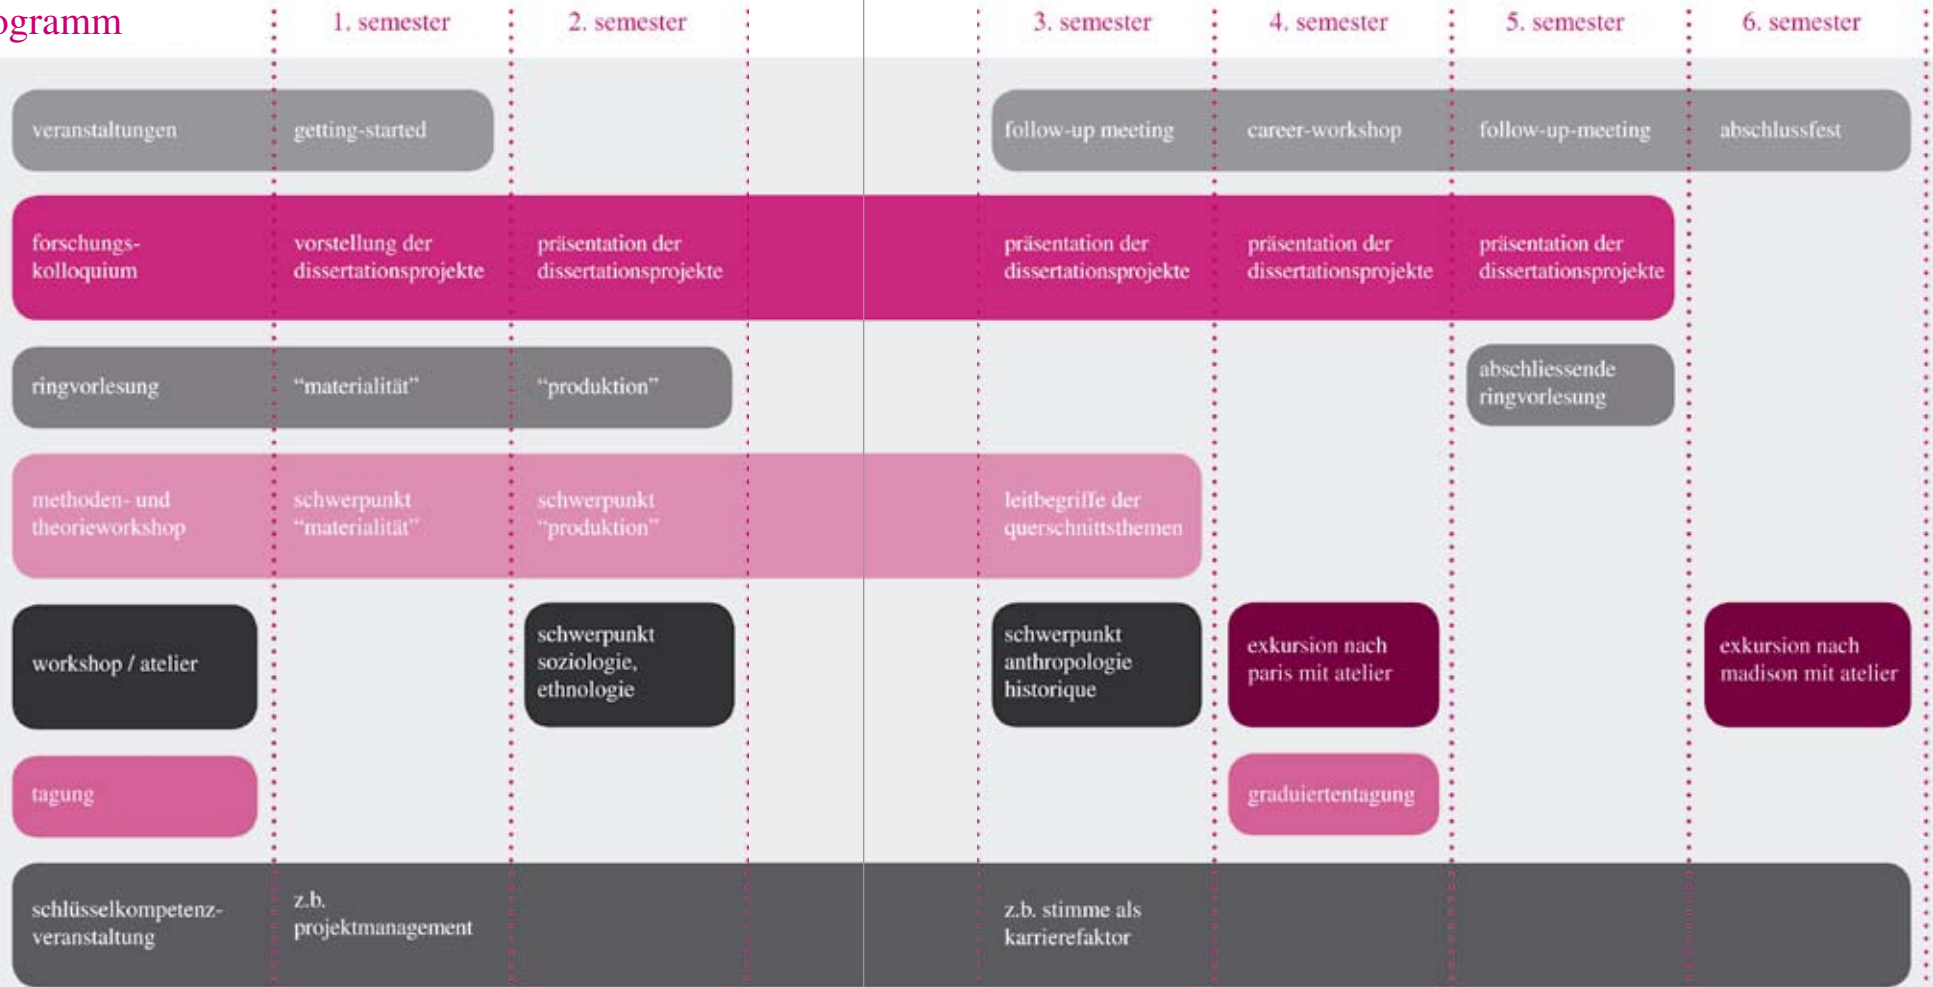 ogramm
1. semester
2. semester
3. semester
4. semester
5. semester
6. semester
veranstaltungen
getting-started
follow-up meeting
career-workshop
follow-up-meeting
abschlussfest
forschungs-
kolloquium
vorstellung der
dissertationsprojekte
präsentation der
dissertationsprojekte
präsentation der
dissertationsprojekte
präsentation der
dissertationsprojekte
präsentation der
dissertationsprojekte
ringvorlesung
“materialität”
“produktion”
abschliessende
ringvorlesung
methoden- und
theorieworkshop
schwerpunkt
“materialität”
schwerpunkt
“produktion”
leitbegriffe der
querschnittsthemen
workshop / atelier
schwerpunkt
soziologie,
ethnologie
schwerpunkt
anthropologie
historique
exkursion nach
paris mit atelier
exkursion nach
madison mit atelier
tagung
graduiertentagung
schlüsselkompetenz-
veranstaltung
z.b.
projektmanagement
z.b. stimme als
karrierefaktor